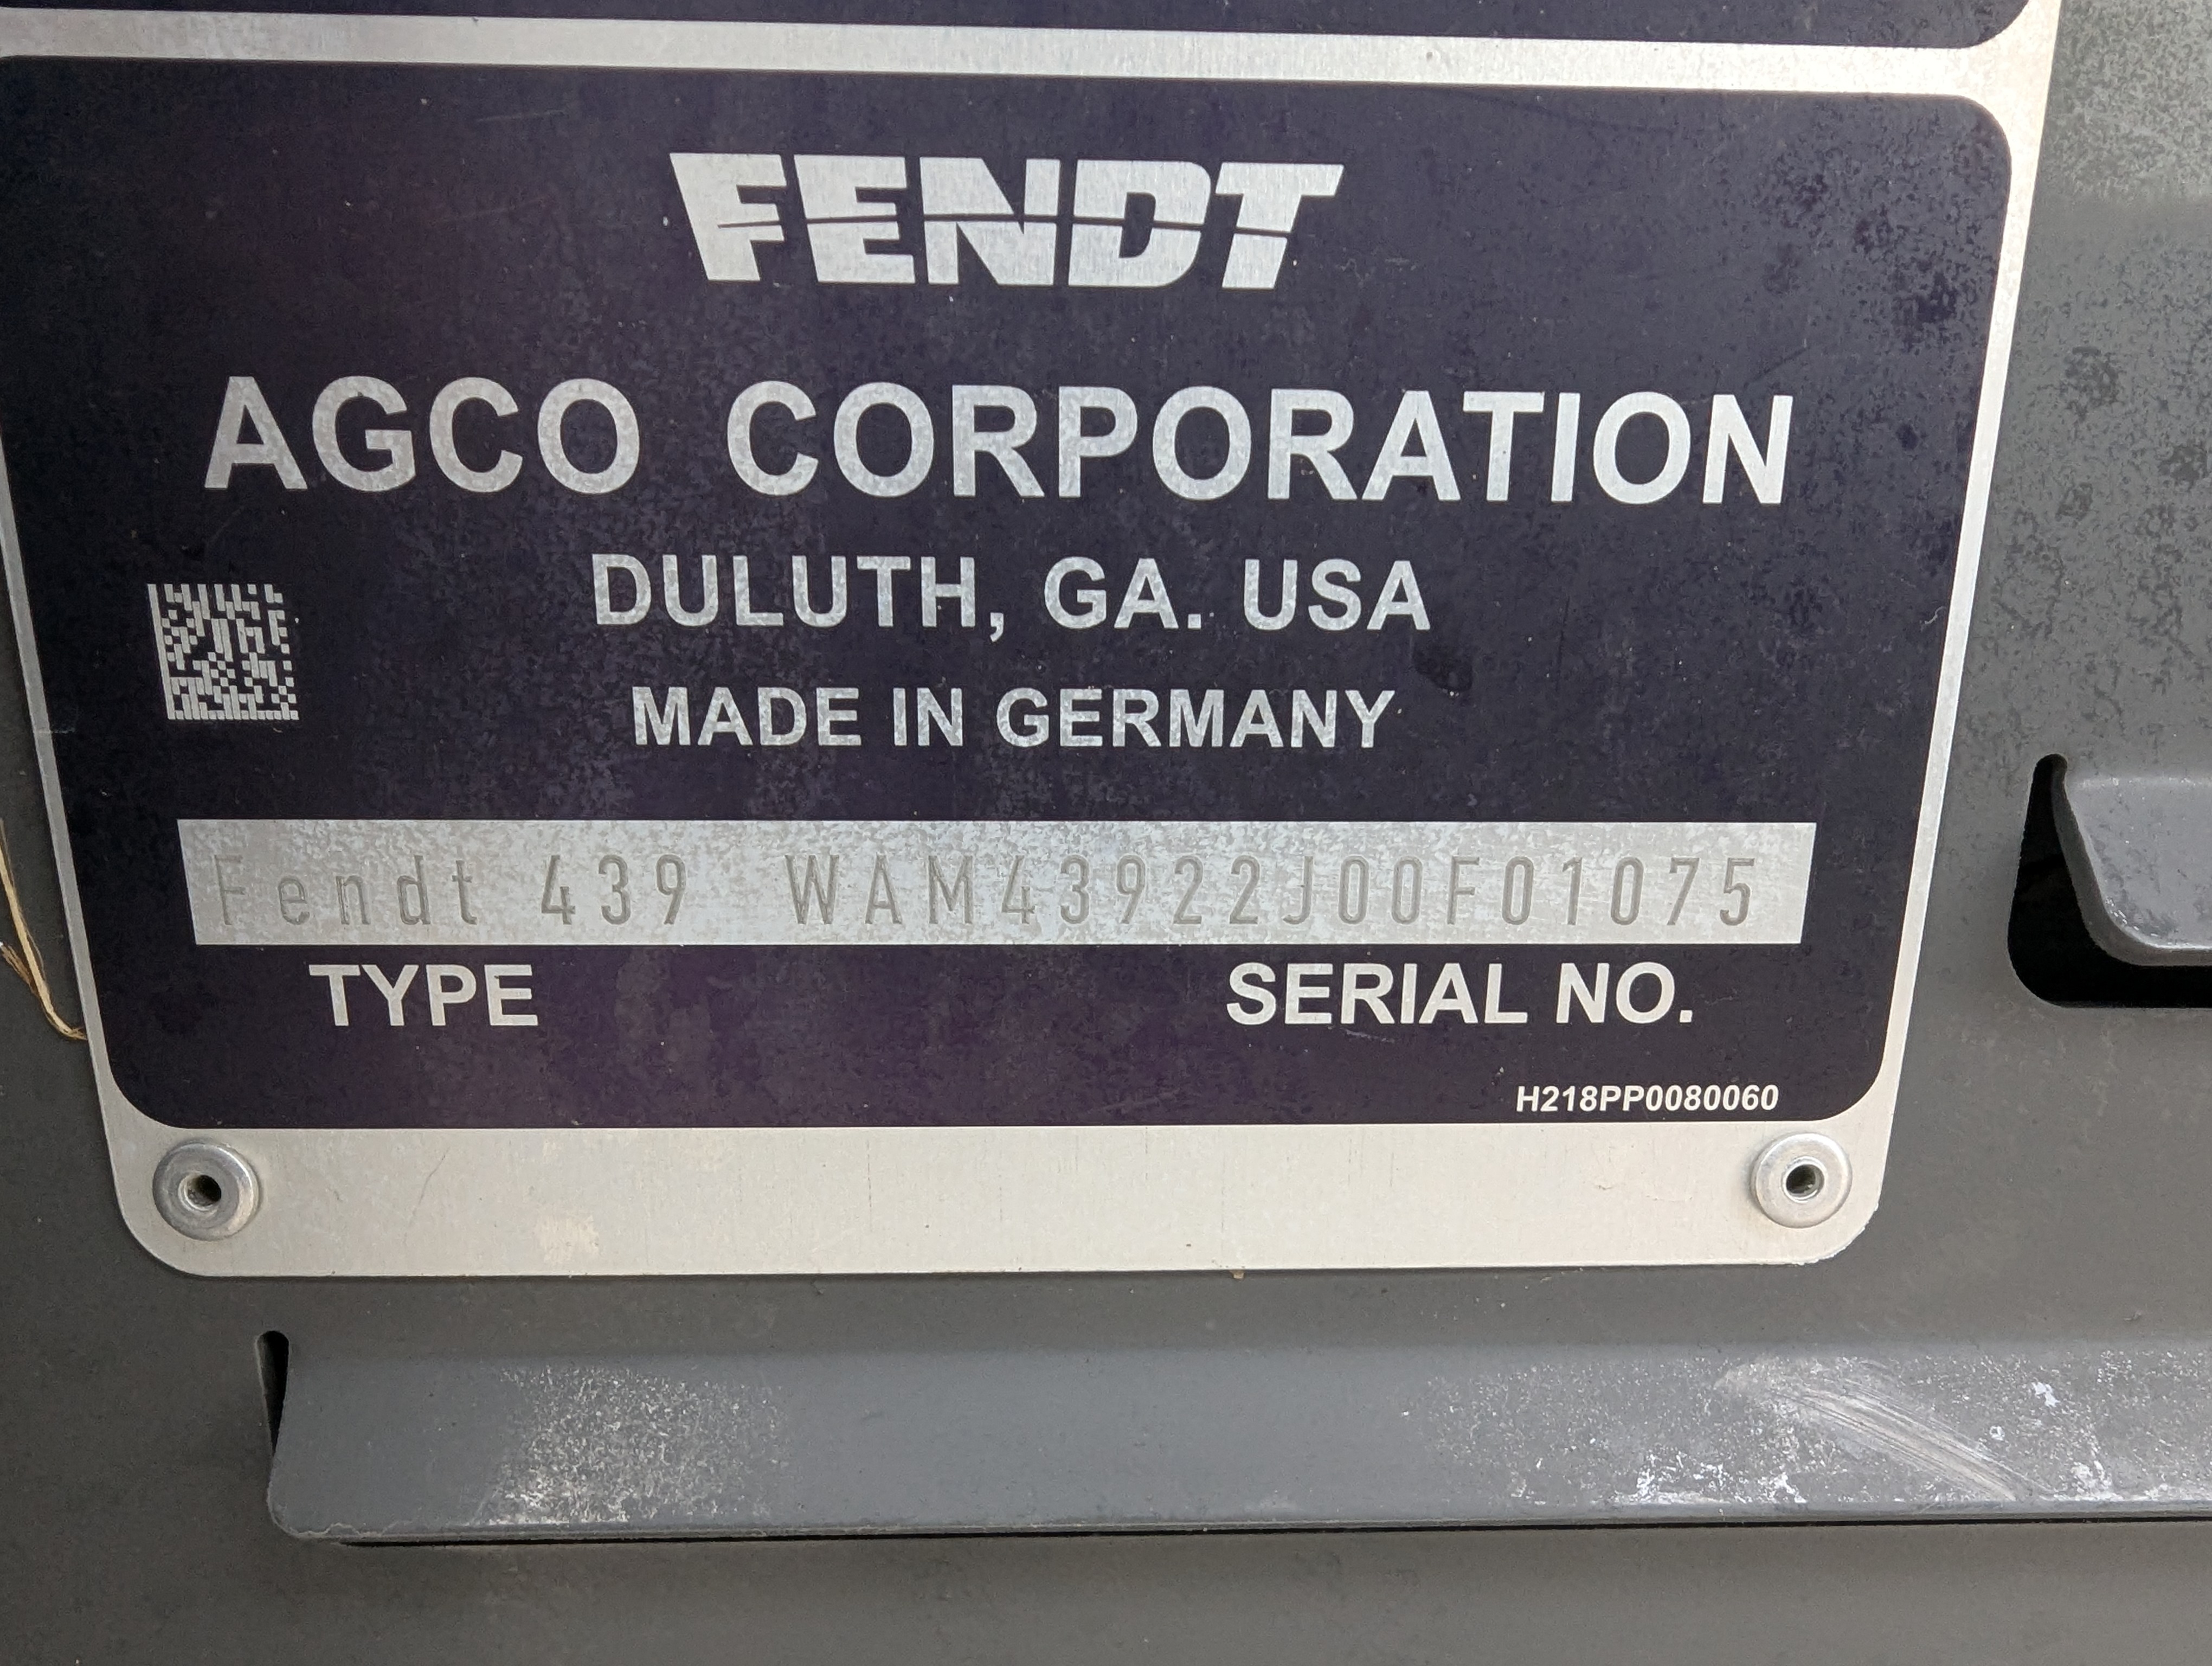 FENDT
AGCO CORPORATION
DULUTH, GA. USA
MADE IN GERMANY
Fendt 439 WAM43922J00F01075
TYPE SERIAL NO.
H218PP0080060